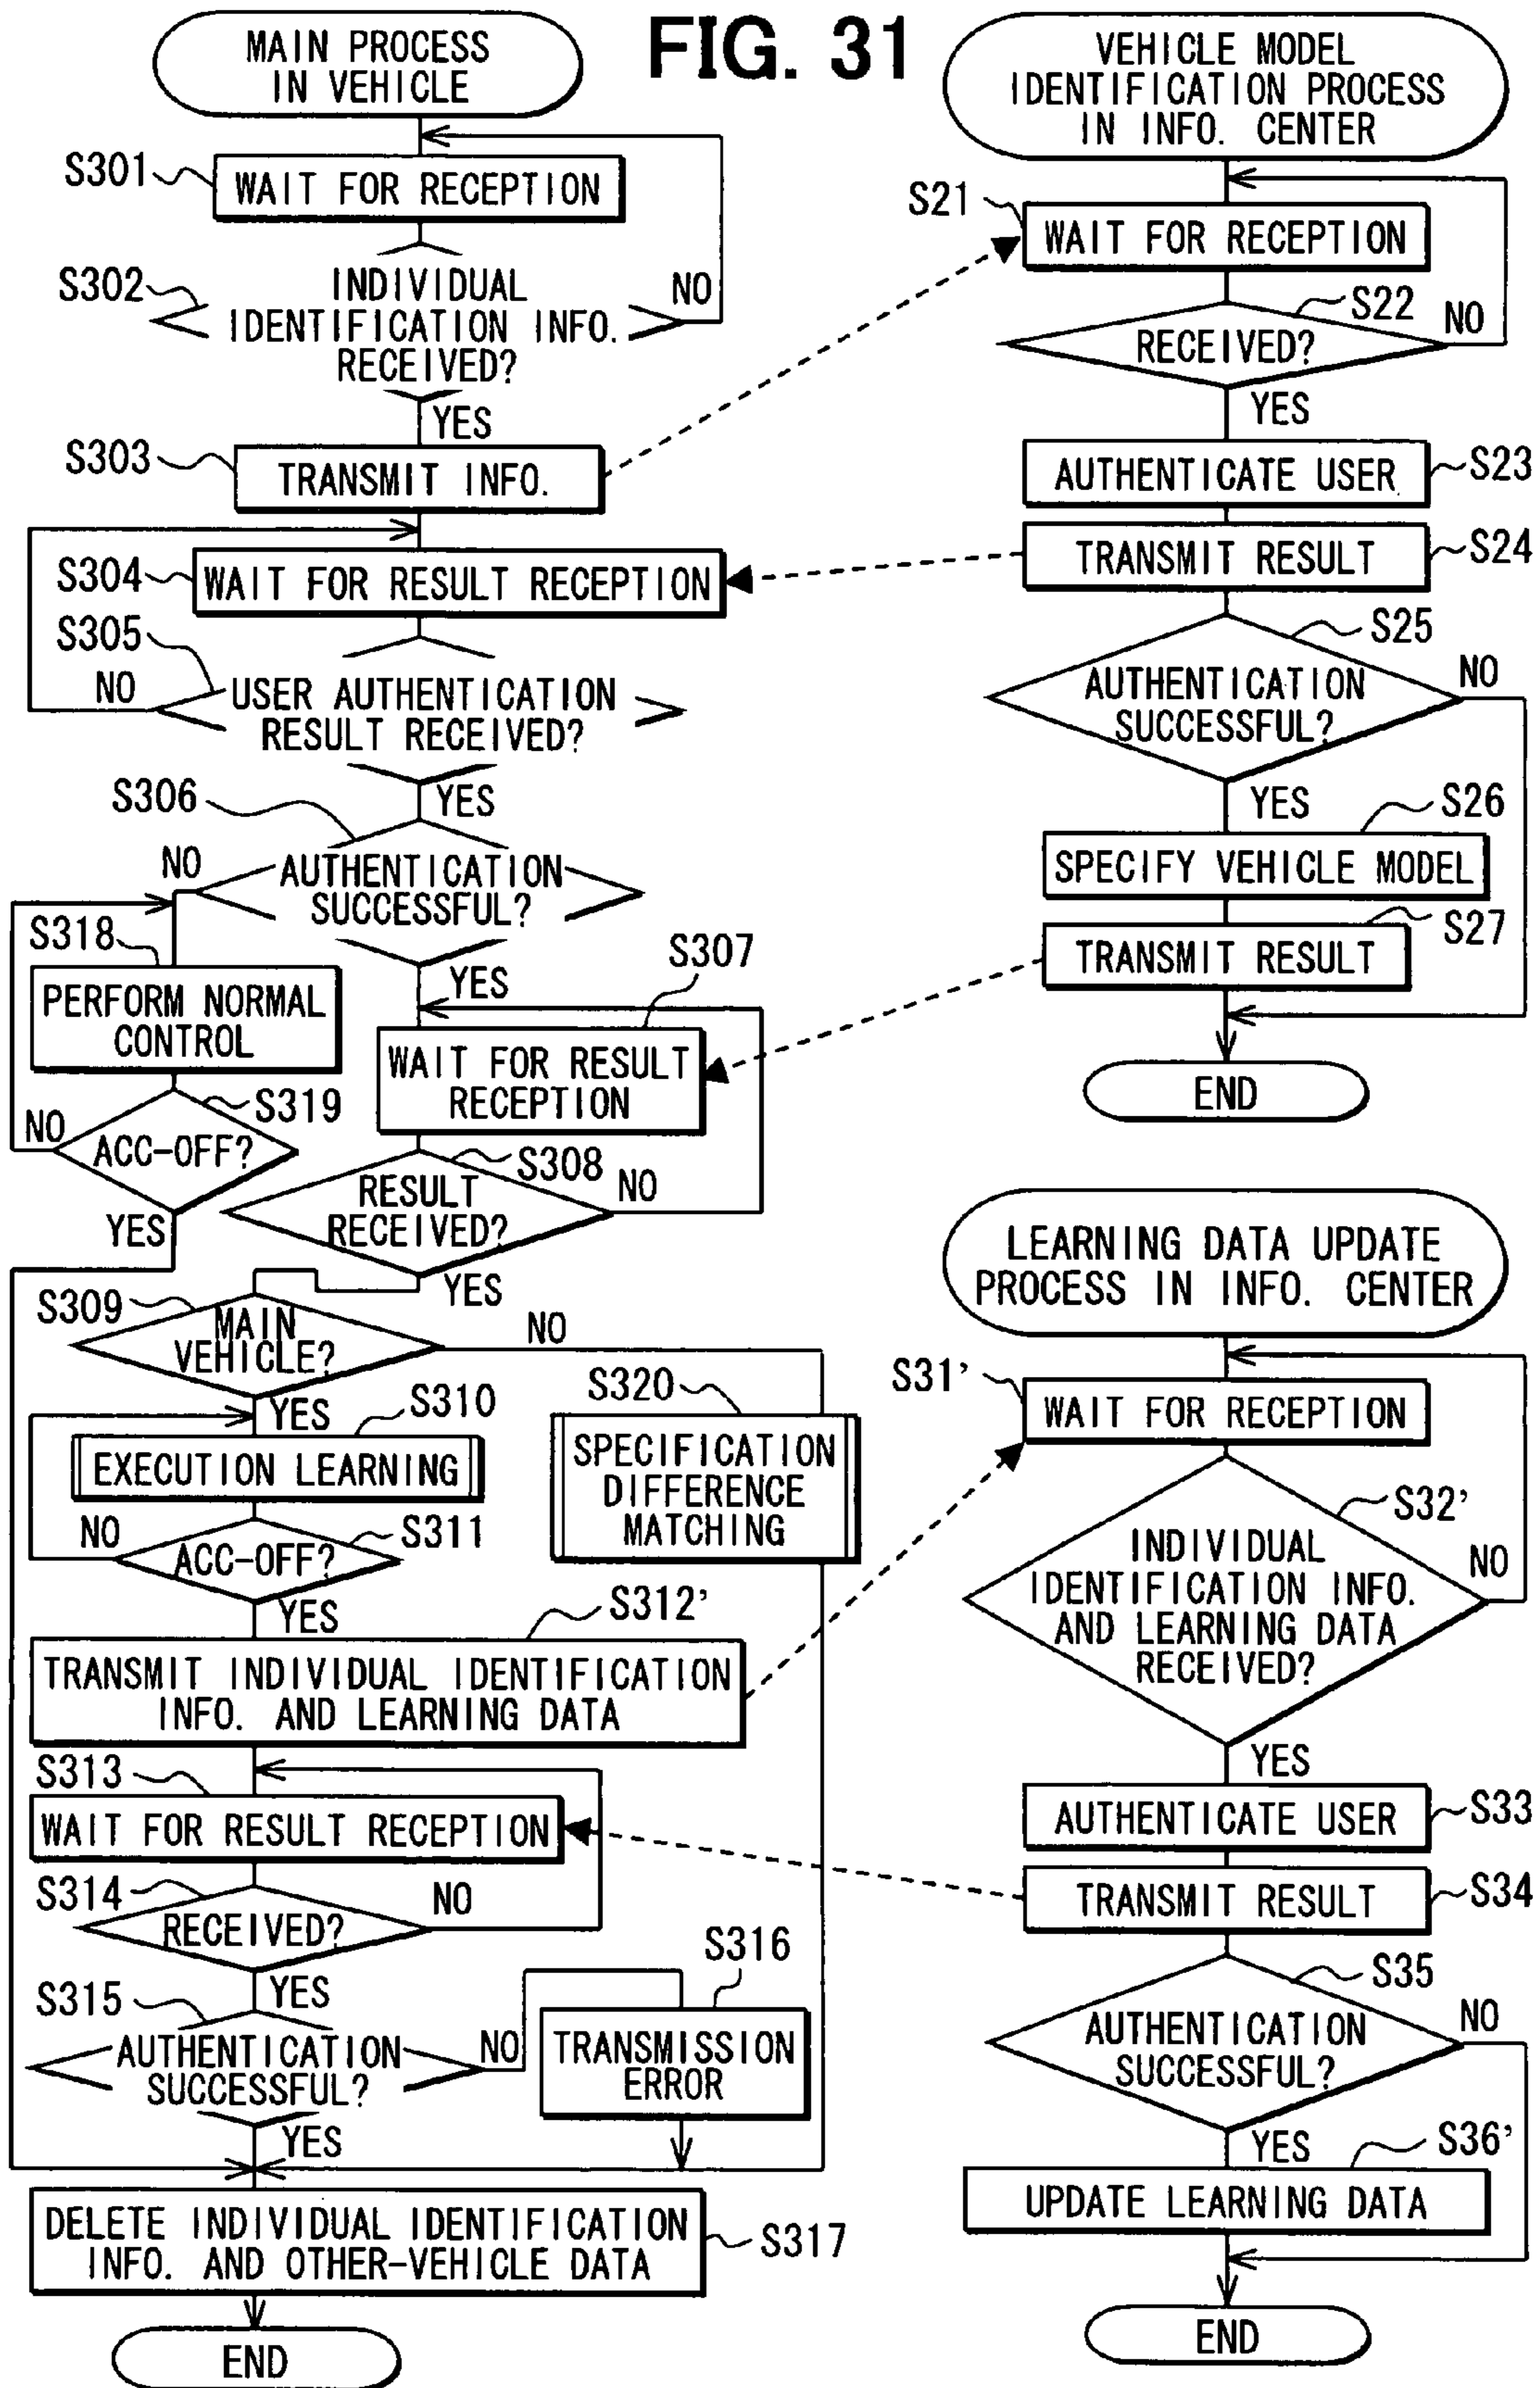 FIG. 31
MAIN PROCESS
IN VEHICLE
S301
WAIT FOR RECEPTION
S302
INDIVIDUAL
IDENTIFICATION INFO.
RECEIVED?
NO
YES
S303
TRANSMIT INFO.
S304
WAIT FOR RESULT RECEPTION
S305
NO
USER AUTHENTICATION
RESULT RECEIVED?
YES
S306
NO
AUTHENTICATION
SUCCESSFUL?
YES
S318
PERFORM NORMAL
CONTROL
S319
NO
ACC-OFF?
YES
S307
WAIT FOR RESULT
RECEPTION
S308
RESULT
RECEIVED?
NO
YES
S309
MAIN
VEHICLE?
NO
YES
S310
EXECUTION LEARNING
S320
SPECIFICATION
DIFFERENCE
MATCHING
NO
ACC-OFF?
S311
YES
S312'
TRANSMIT INDIVIDUAL IDENTIFICATION
INFO. AND LEARNING DATA
S313
WAIT FOR RESULT RECEPTION
S314
RECEIVED?
NO
YES
S315
AUTHENTICATION
SUCCESSFUL?
NO
S316
TRANSMISSION
ERROR
YES
DELETE INDIVIDUAL IDENTIFICATION
INFO. AND OTHER-VEHICLE DATA
S317
END
VEHICLE MODEL
IDENTIFICATION PROCESS
IN INFO. CENTER
S21
WAIT FOR RECEPTION
S22
RECEIVED?
NO
YES
AUTHENTICATE USER
S23
TRANSMIT RESULT
S24
S25
AUTHENTICATION
SUCCESSFUL?
NO
YES
S26
SPECIFY VEHICLE MODEL
S27
TRANSMIT RESULT
END
LEARNING DATA UPDATE
PROCESS IN INFO. CENTER
S31'
WAIT FOR RECEPTION
S32'
INDIVIDUAL
IDENTIFICATION INFO.
AND LEARNING DATA
RECEIVED?
NO
YES
AUTHENTICATE USER
S33
TRANSMIT RESULT
S34
S35
AUTHENTICATION
SUCCESSFUL?
NO
YES
S36'
UPDATE LEARNING DATA
END